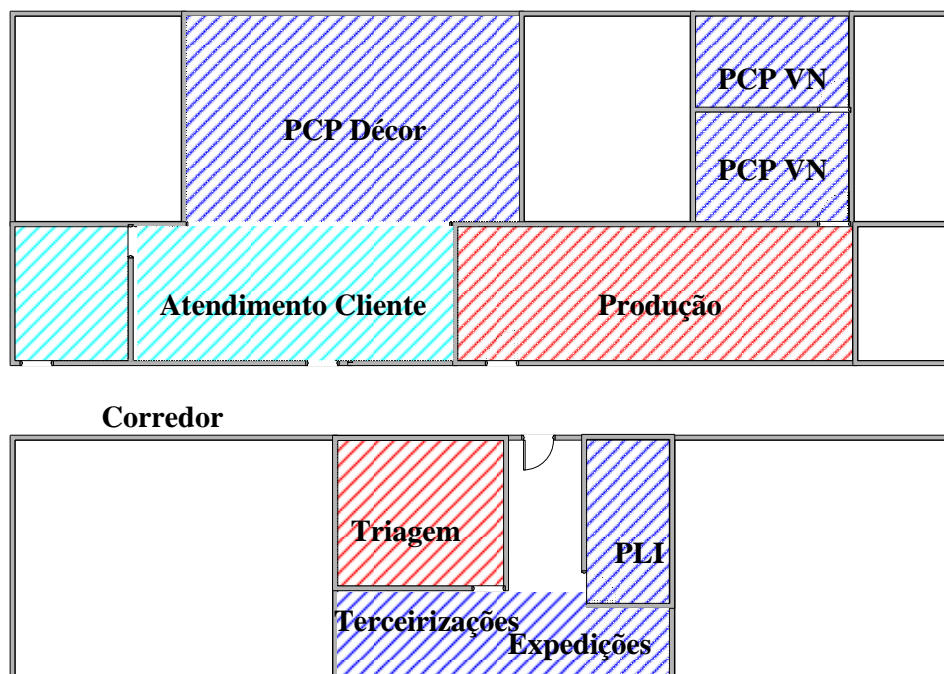 PCP VN
PCP Décor
PCP VN
Atendimento Cliente
Produção
Corredor
Triagem
PLI
Terceirizações
Expedições